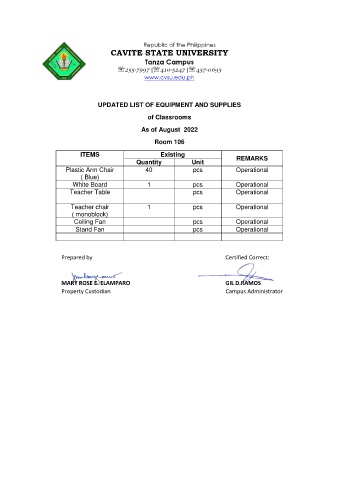 Republic of the Philippines
CAVITE STATE UNIVERSITY
Tanza Campus
☏235-7997 |☏410-5247 |☏437-0693
www.cvsu.edu.ph
UPDATED LIST OF EQUIPMENT AND SUPPLIES
of Classrooms
As of August 2022
Room 106
ITEMS Existing REMARKS
Quantity Unit
Plastic Arm Chair 40 pcs Operational
( Blue)
White Board 1 pcs Operational
Teacher Table pcs Operational
Teacher chair 1 pcs Operational
( monoblock)
Ceiling Fan pcs Operational
Stand Fan pcs Operational
Prepared by Certified Correct:
MARY ROSE E. ELAMPARO GIL D.RAMOS
Property Custodian Campus Administrator